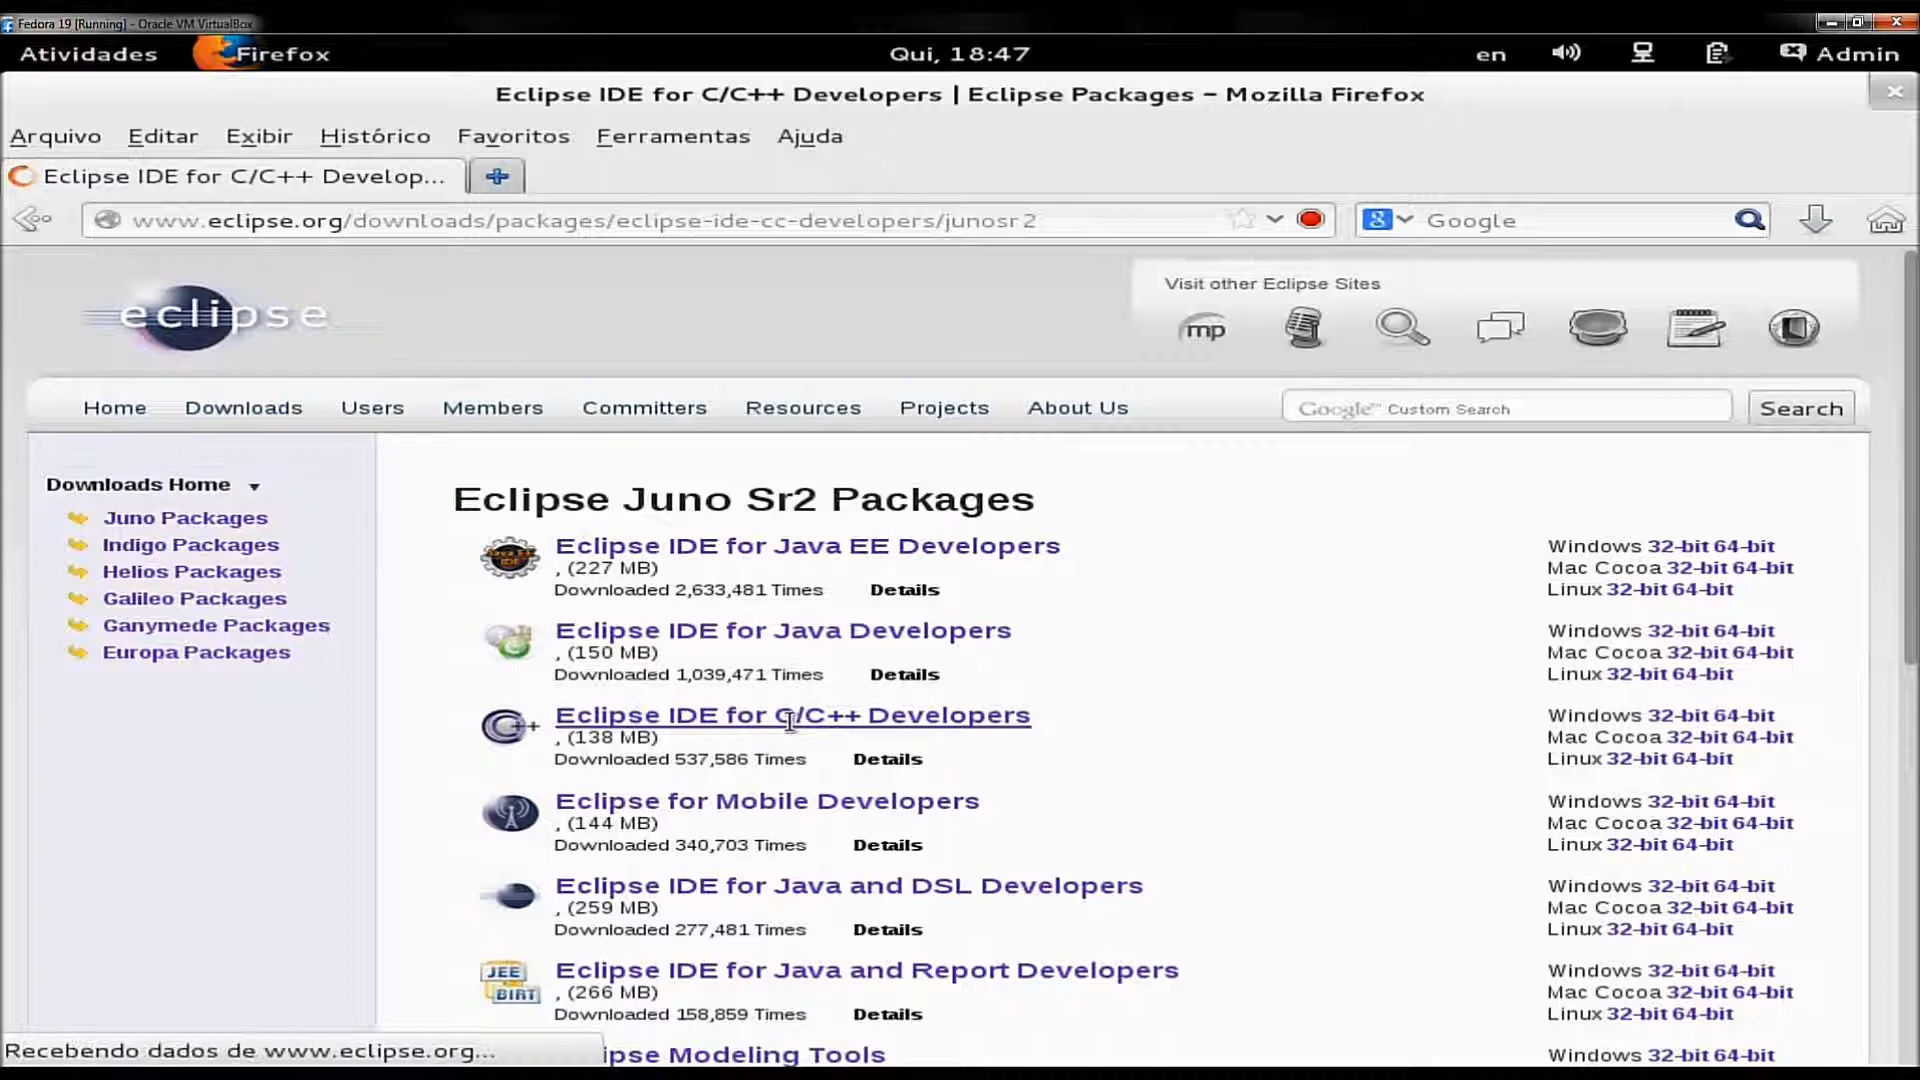 Fedora 19 [Running] - Oracle VM VirtualBox
Atividades Firefox Qui, 18:47 en Admin
Eclipse IDE for C/C++ Developers | Eclipse Packages - Mozilla Firefox
Arquivo Editar Exibir Histórico Favoritos Ferramentas Ajuda
Eclipse IDE for C/C++ Develop...
www.eclipse.org/downloads/packages/eclipse-ide-cc-developers/junosr2 Google
Visit other Eclipse Sites
eclipse
mp
Home Downloads Users Members Committers Resources Projects About Us Google™ Custom Search Search
Downloads Home
Juno Packages
Indigo Packages
Helios Packages
Galileo Packages
Ganymede Packages
Europa Packages
Eclipse Juno Sr2 Packages
Eclipse IDE for Java EE Developers Windows 32-bit 64-bit
, (227 MB) Mac Cocoa 32-bit 64-bit
Downloaded 2,633,481 Times Details Linux 32-bit 64-bit
Eclipse IDE for Java Developers Windows 32-bit 64-bit
, (150 MB) Mac Cocoa 32-bit 64-bit
Downloaded 1,039,471 Times Details Linux 32-bit 64-bit
Eclipse IDE for C/C++ Developers Windows 32-bit 64-bit
, (138 MB) Mac Cocoa 32-bit 64-bit
Downloaded 537,586 Times Details Linux 32-bit 64-bit
Eclipse for Mobile Developers Windows 32-bit 64-bit
, (144 MB) Mac Cocoa 32-bit 64-bit
Downloaded 340,703 Times Details Linux 32-bit 64-bit
Eclipse IDE for Java and DSL Developers Windows 32-bit 64-bit
, (259 MB) Mac Cocoa 32-bit 64-bit
Downloaded 277,481 Times Details Linux 32-bit 64-bit
Eclipse IDE for Java and Report Developers Windows 32-bit 64-bit
, (266 MB) Mac Cocoa 32-bit 64-bit
Downloaded 158,859 Times Details Linux 32-bit 64-bit
ipse Modeling Tools Windows 32-bit 64-bit
Recebendo dados de www.eclipse.org...